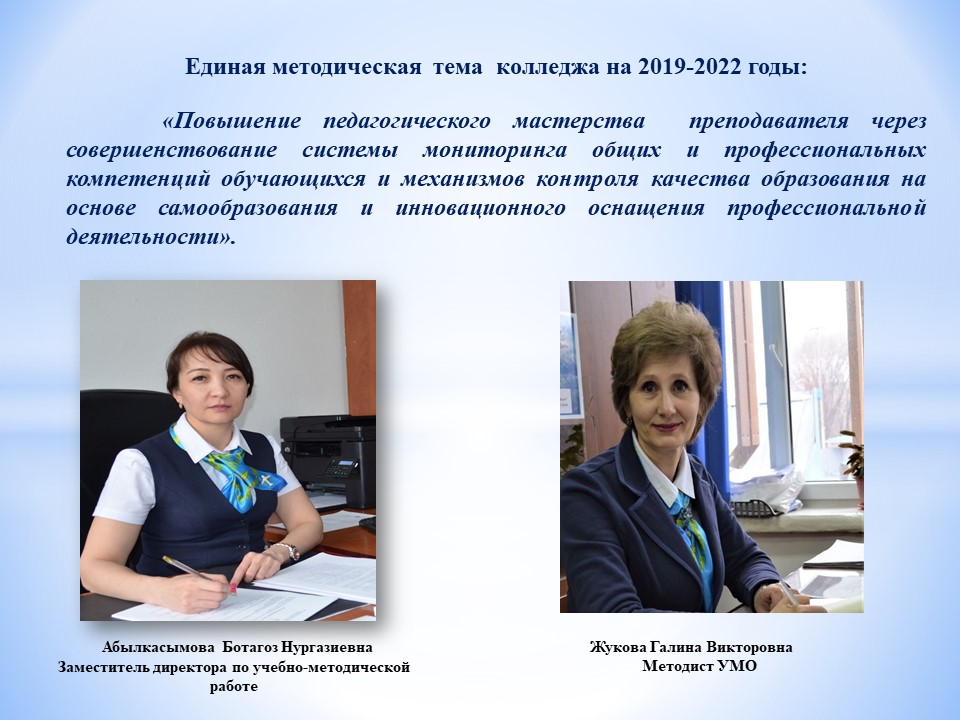 Единая методическая тема колледжа на 2019-2022 годы:
«Повышение педагогического мастерства преподавателя через
совершенствование системы мониторинга общих и профессиональных
компетенций обучающихся и механизмов контроля качества образования на
основе самообразования и инновационного оснащения профессиональной
деятельности».
Абылкасымова Ботагоз Нургазиевна
Заместитель директора по учебно-методической
работе
Жукова Галина Викторовна
Методист УМО